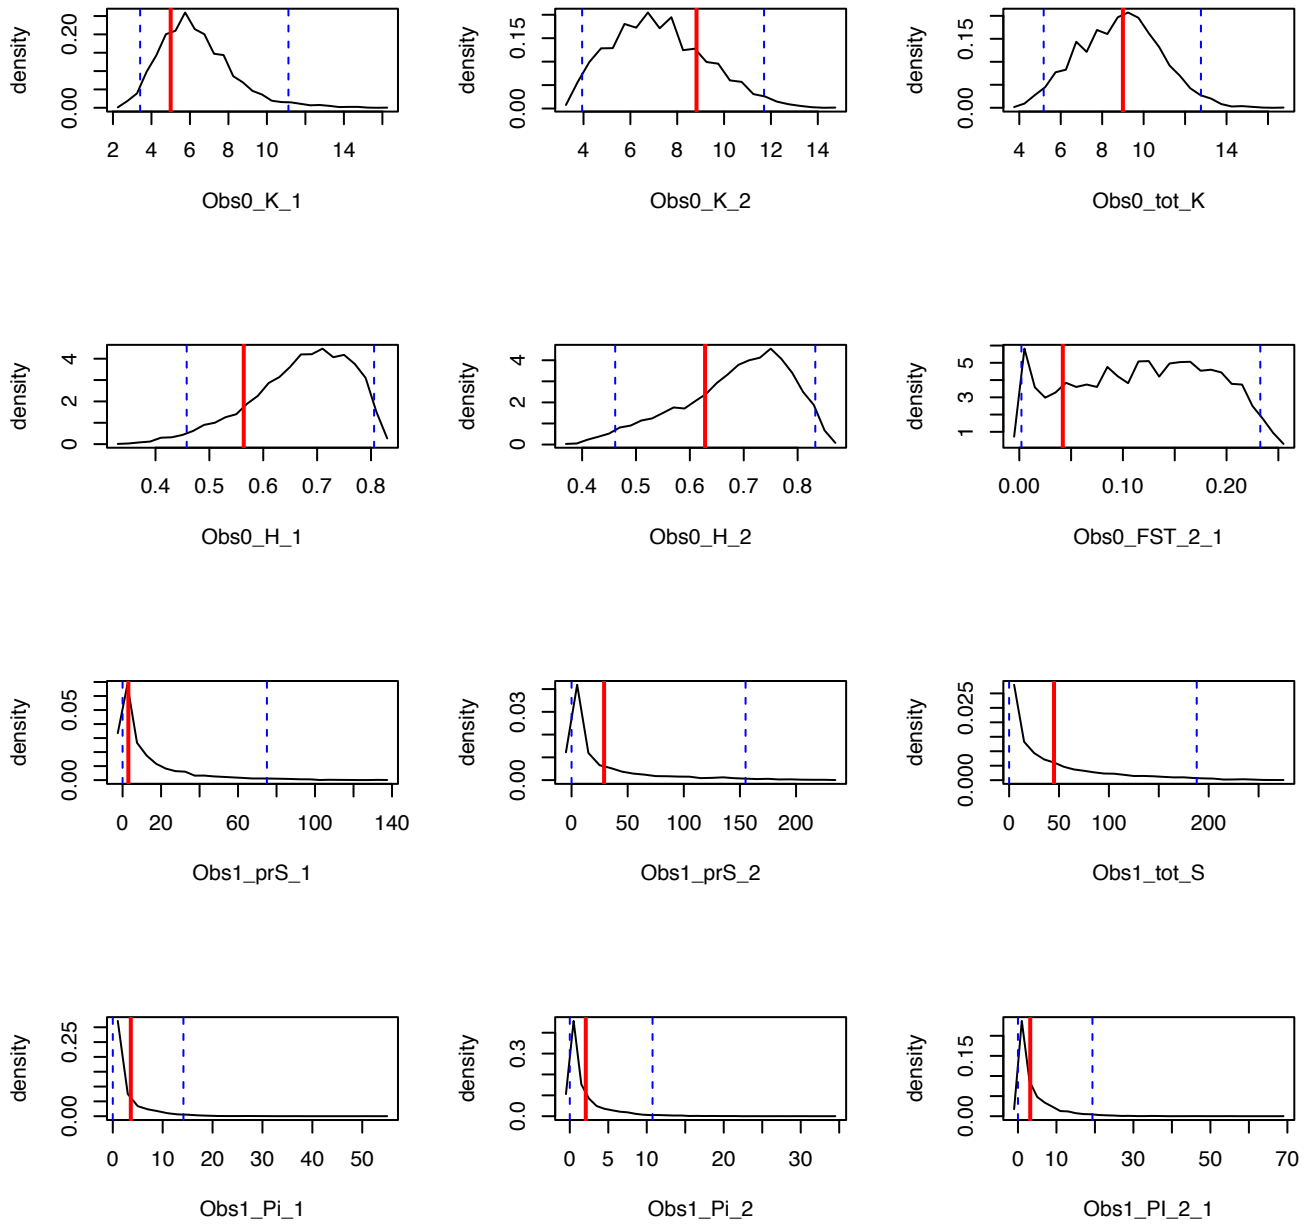 density
0.00 0.20
2 4 6 8 10 14
Obs0_K_1
density
0.00 0.15
4 6 8 10 12 14
Obs0_K_2
density
0.00 0.15
4 6 8 10 14
Obs0_tot_K
density
0 2 4
0.4 0.5 0.6 0.7 0.8
Obs0_H_1
density
0 2 4
0.4 0.5 0.6 0.7 0.8
Obs0_H_2
density
1 3 5
0.00 0.10 0.20
Obs0_FST_2_1
density
0.00 0.05
0 20 60 100 140
Obs1_prS_1
density
0.00 0.03
0 50 100 150 200
Obs1_prS_2
density
0.000 0.025
0 50 100 200
Obs1_tot_S
density
0.00 0.25
0 10 20 30 40 50
Obs1_Pi_1
density
0.0 0.3
0 5 10 20 30
Obs1_Pi_2
density
0.00 0.15
0 10 30 50 70
Obs1_PI_2_1